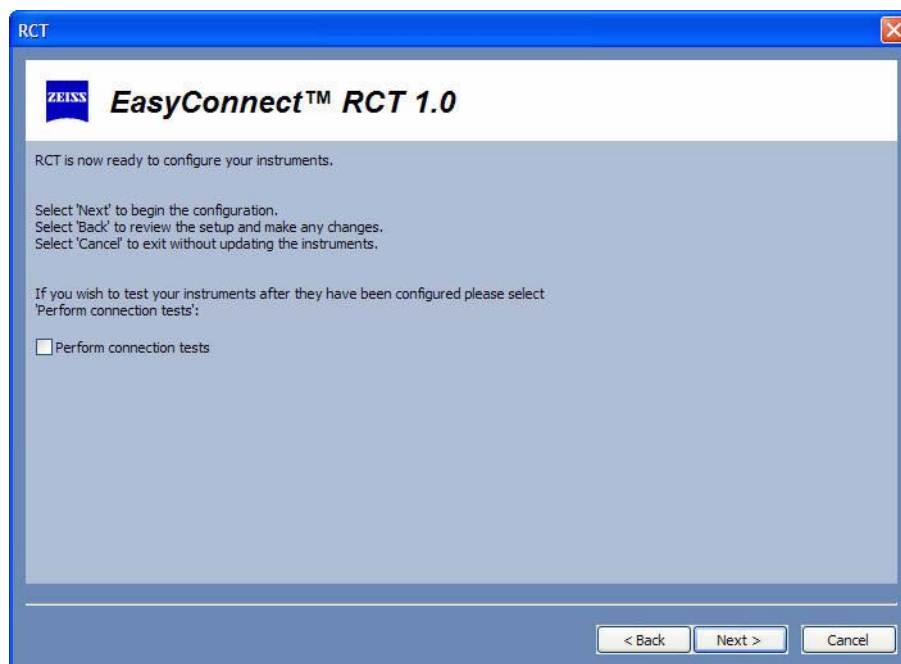 RCT
ZEISS
EasyConnect™ RCT 1.0
RCT is now ready to configure your instruments.
Select 'Next' to begin the configuration.
Select 'Back' to review the setup and make any changes.
Select 'Cancel' to exit without updating the instruments.
If you wish to test your instruments after they have been configured please select
'Perform connection tests':
Perform connection tests
< Back Next > Cancel